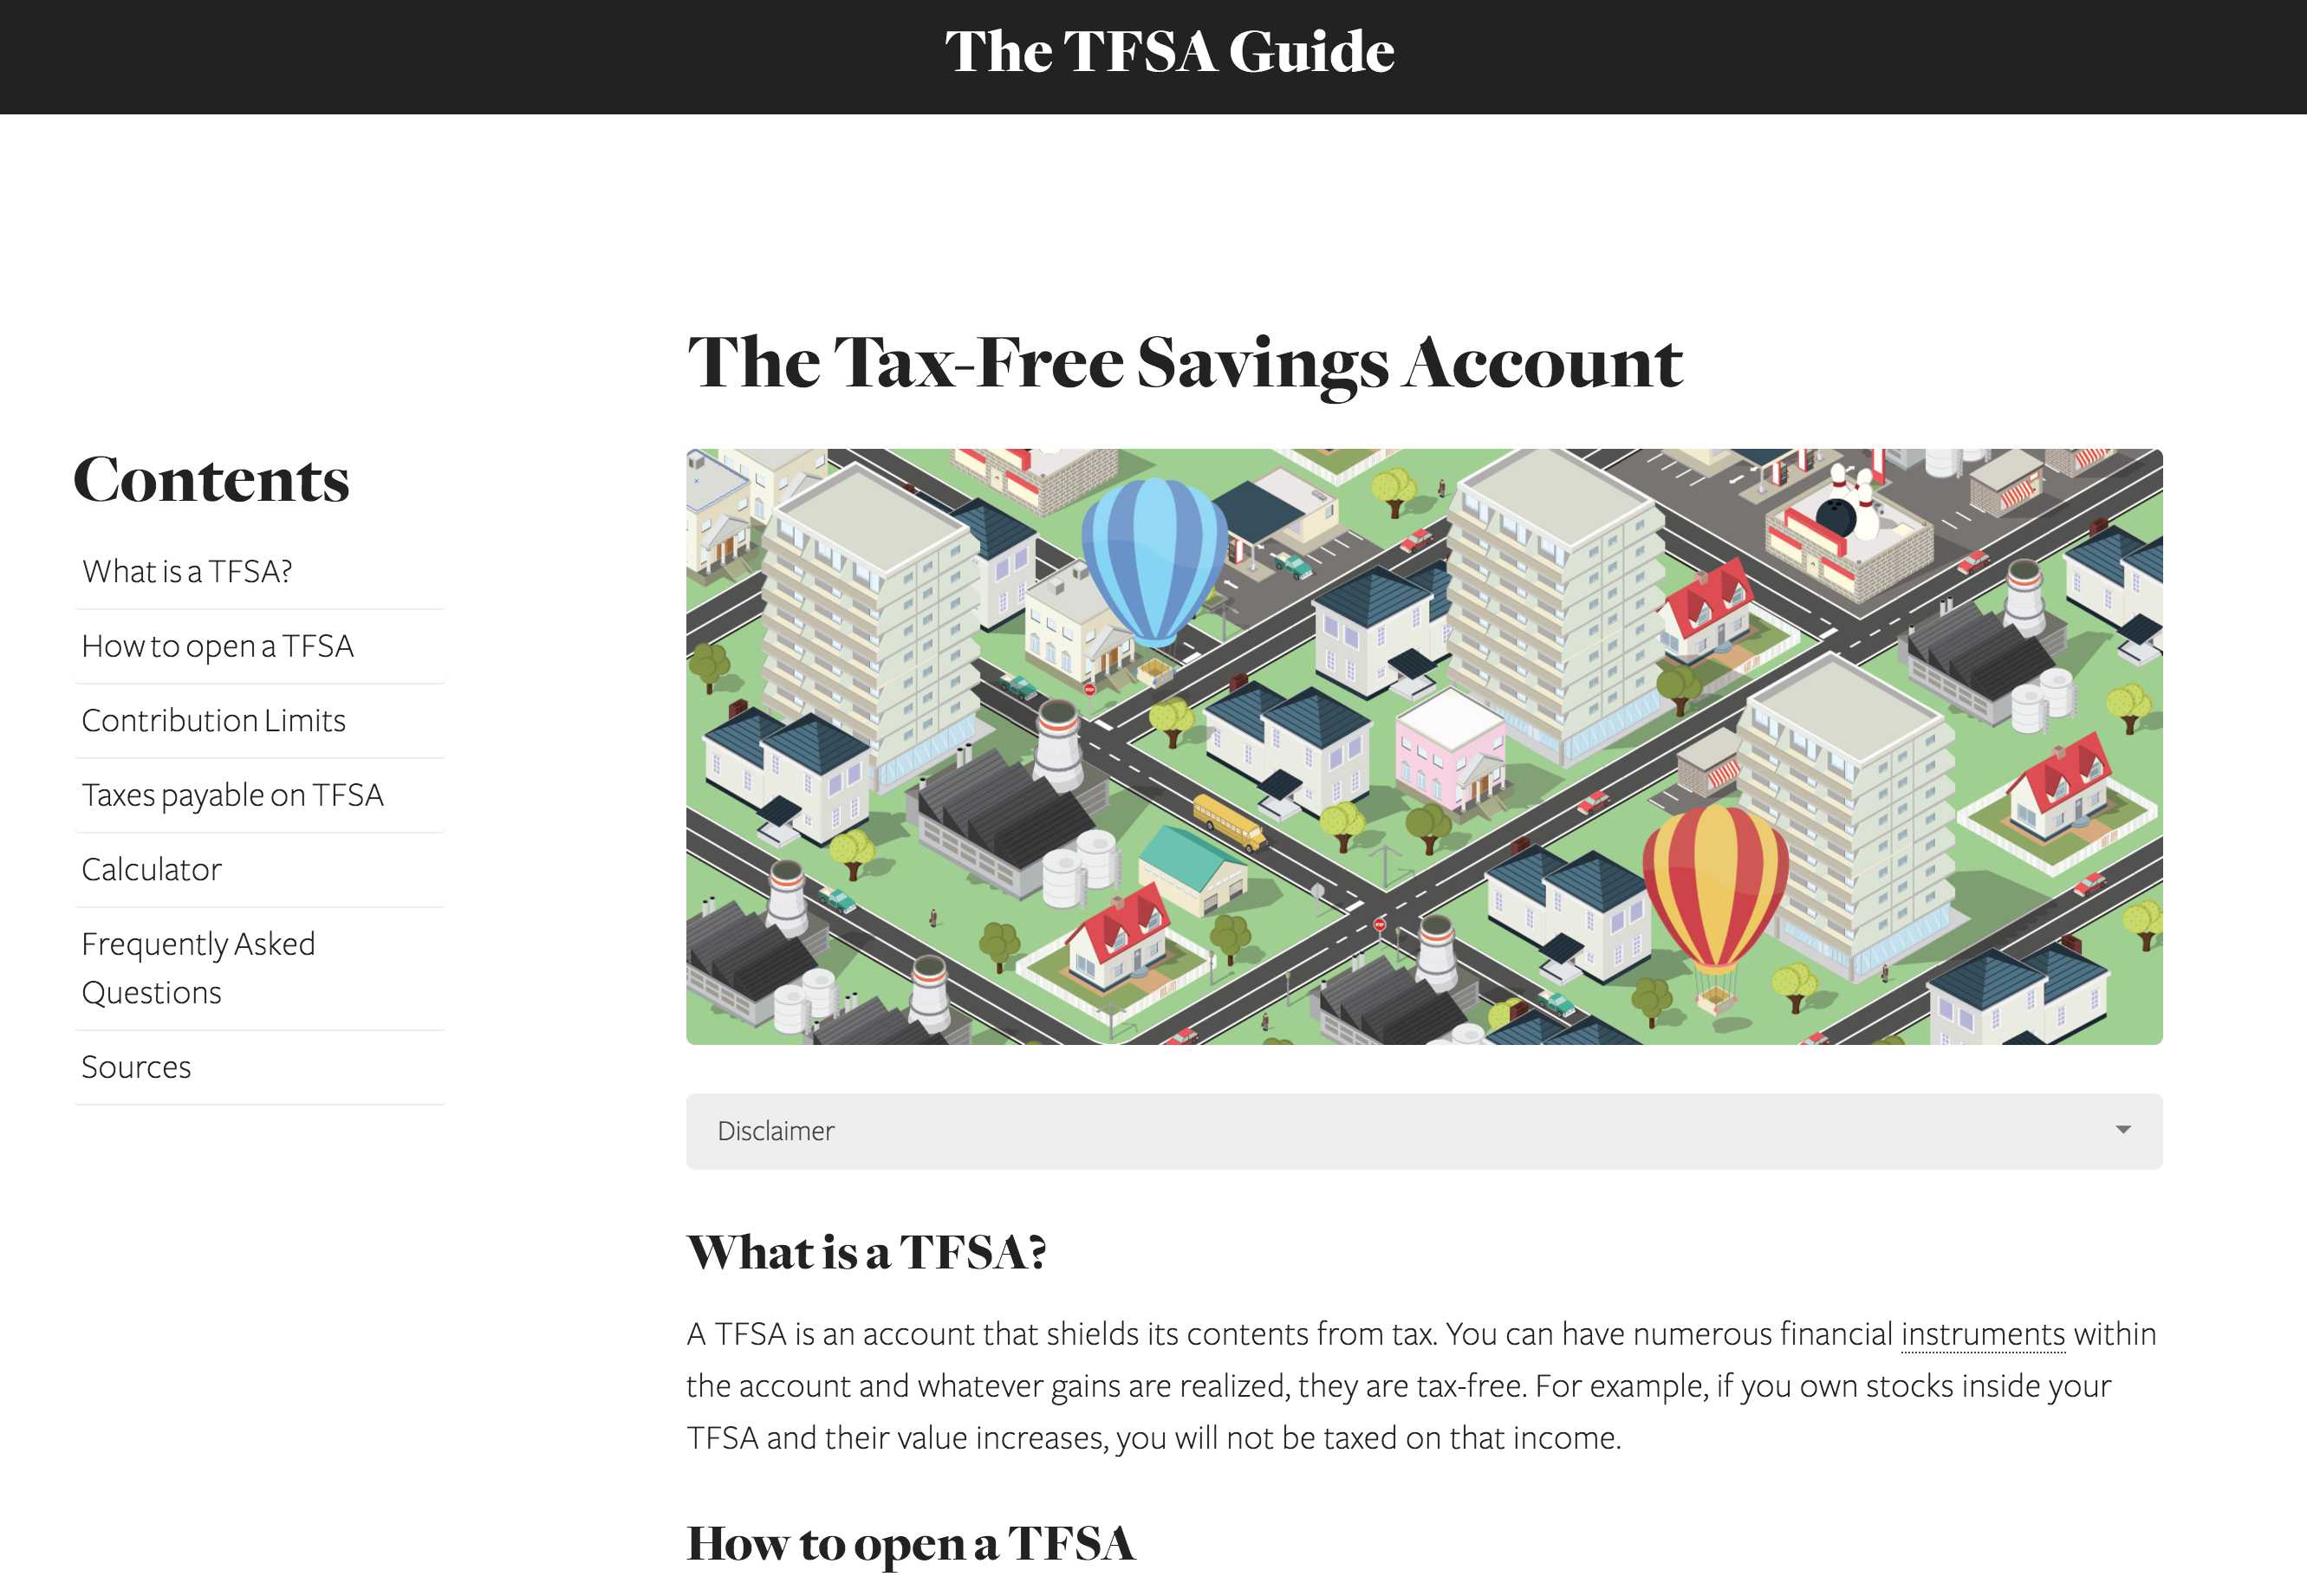 The TFSA Guide
The Tax-Free Savings Account
Contents
What is a TFSA?
How to open a TFSA
Contribution Limits
Taxes payable on TFSA
Calculator
Frequently Asked
Questions
Sources
Disclaimer
What is a TFSA?
A TFSA is an account that shields its contents from tax. You can have numerous financial instruments within
the account and whatever gains are realized, they are tax-free. For example, if you own stocks inside your
TFSA and their value increases, you will not be taxed on that income.
How to open a TFSA